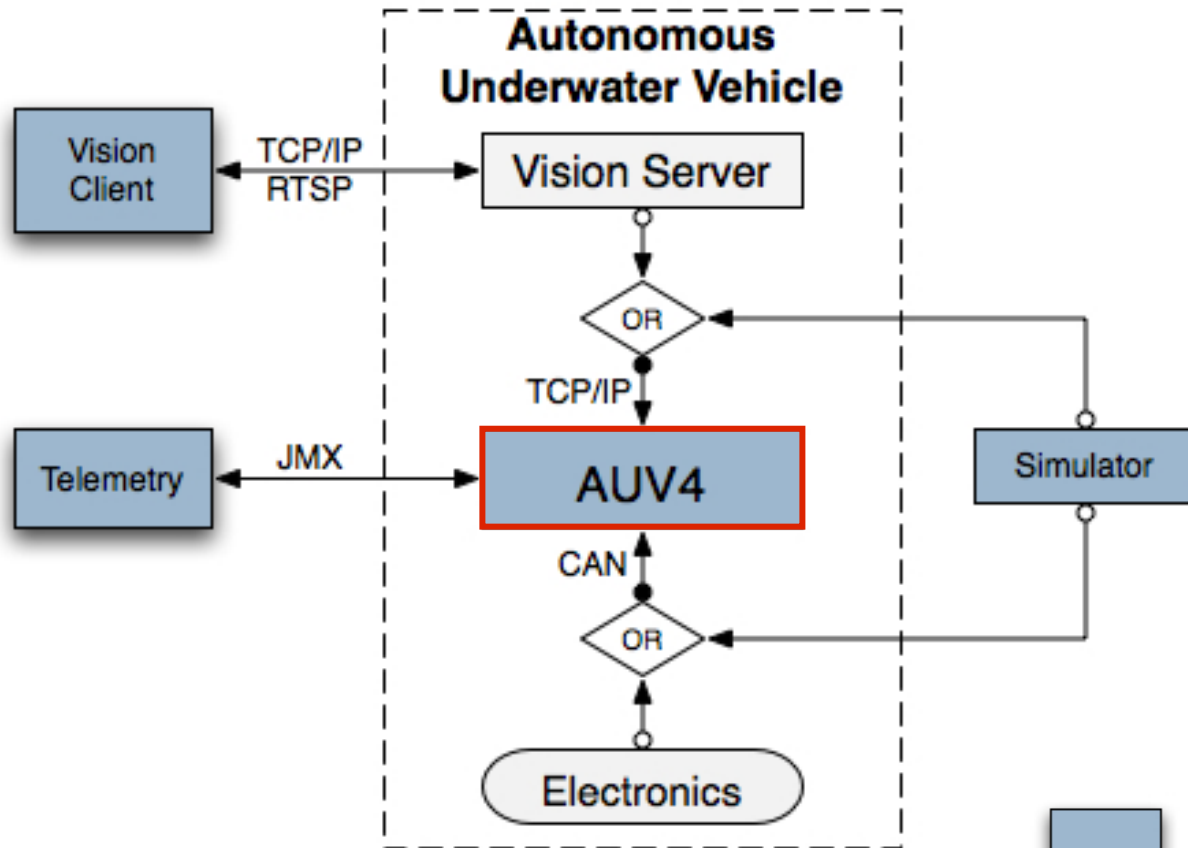 Autonomous
Underwater Vehicle
Vision
Client
TCP/IP
RTSP
Vision Server
OR
TCP/IP
Telemetry
JMX
AUV4
Simulator
CAN
OR
Electronics